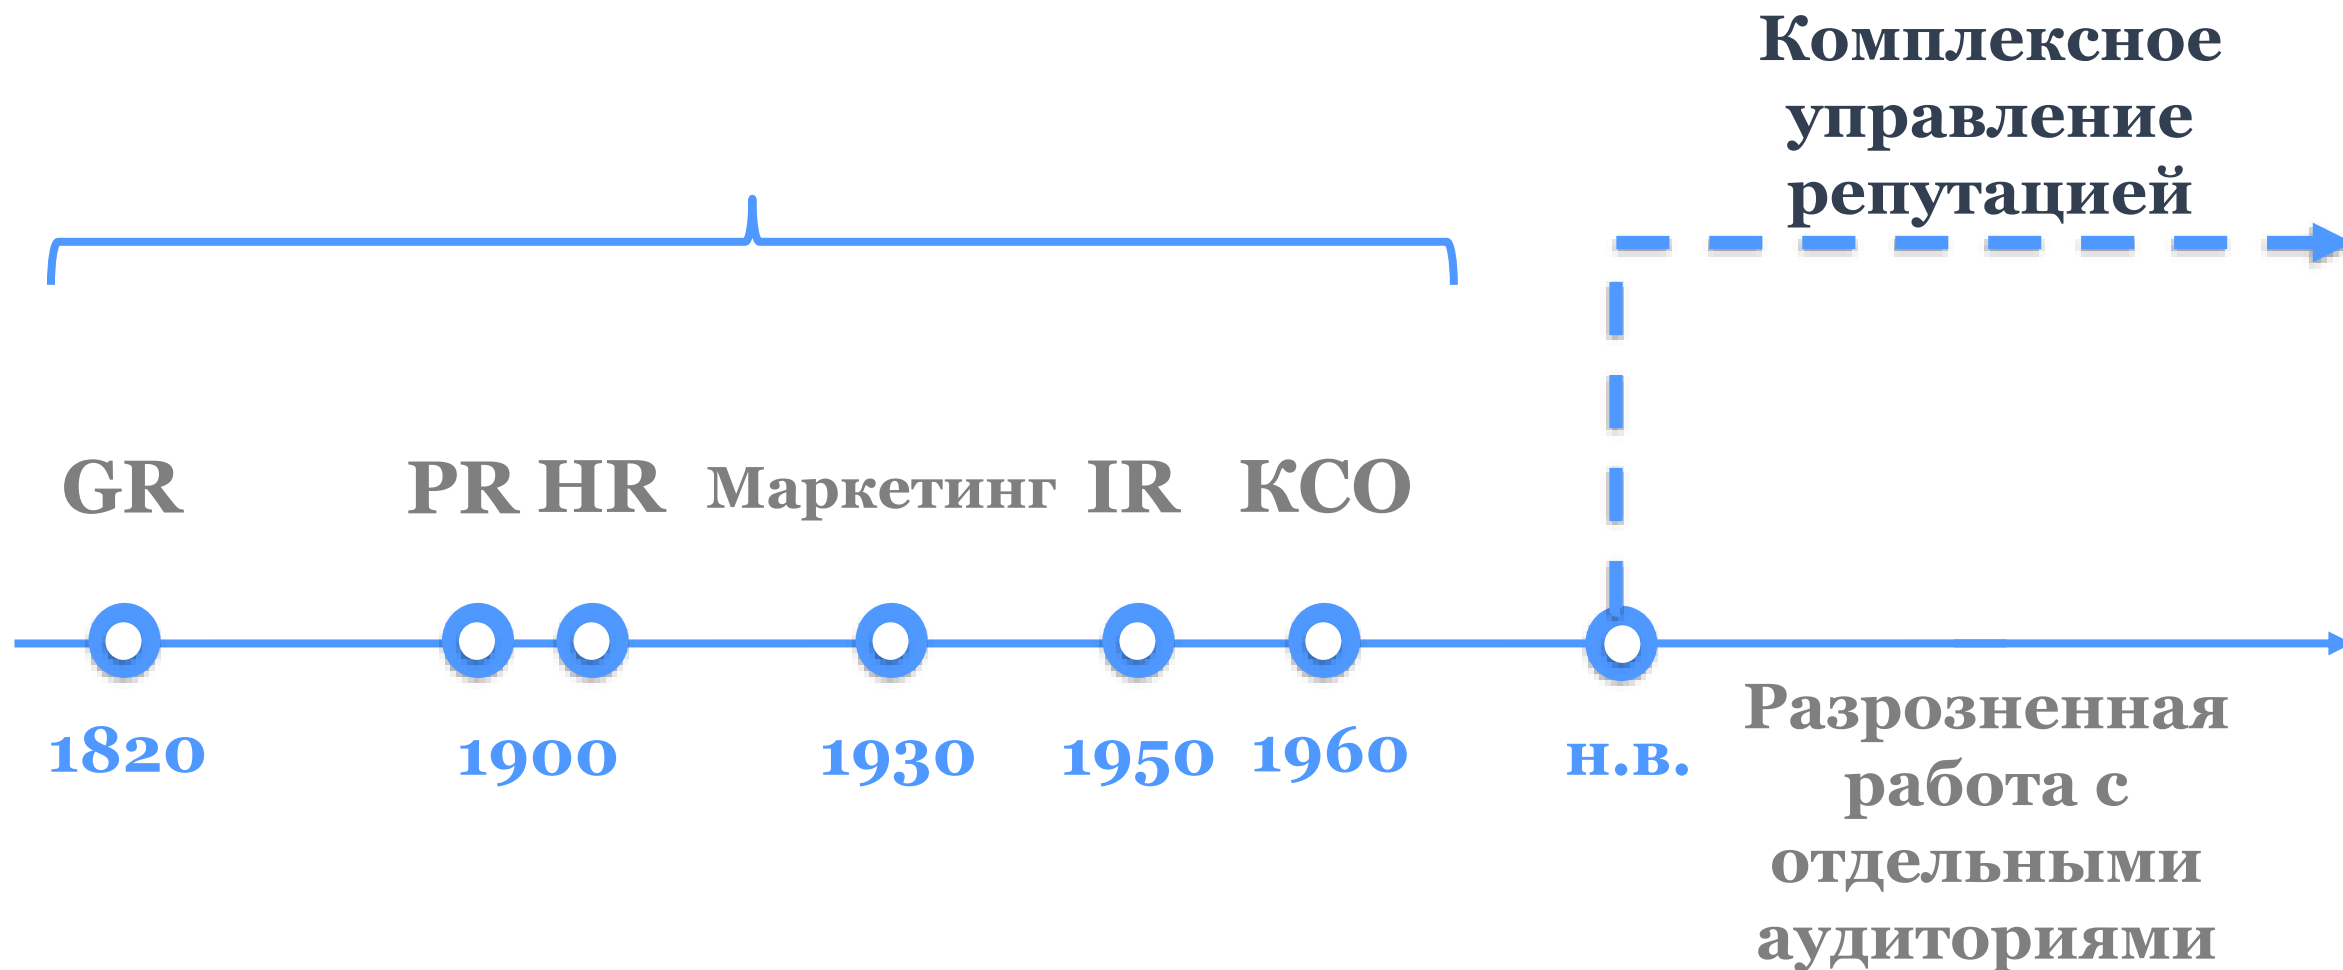 Комплексное
управление
репутацией
GR PR HR Маркетинг IR КСО
1820 1900 1930 1950 1960 н.в.
Разрозненная
работа с
отдельными
аудиториями